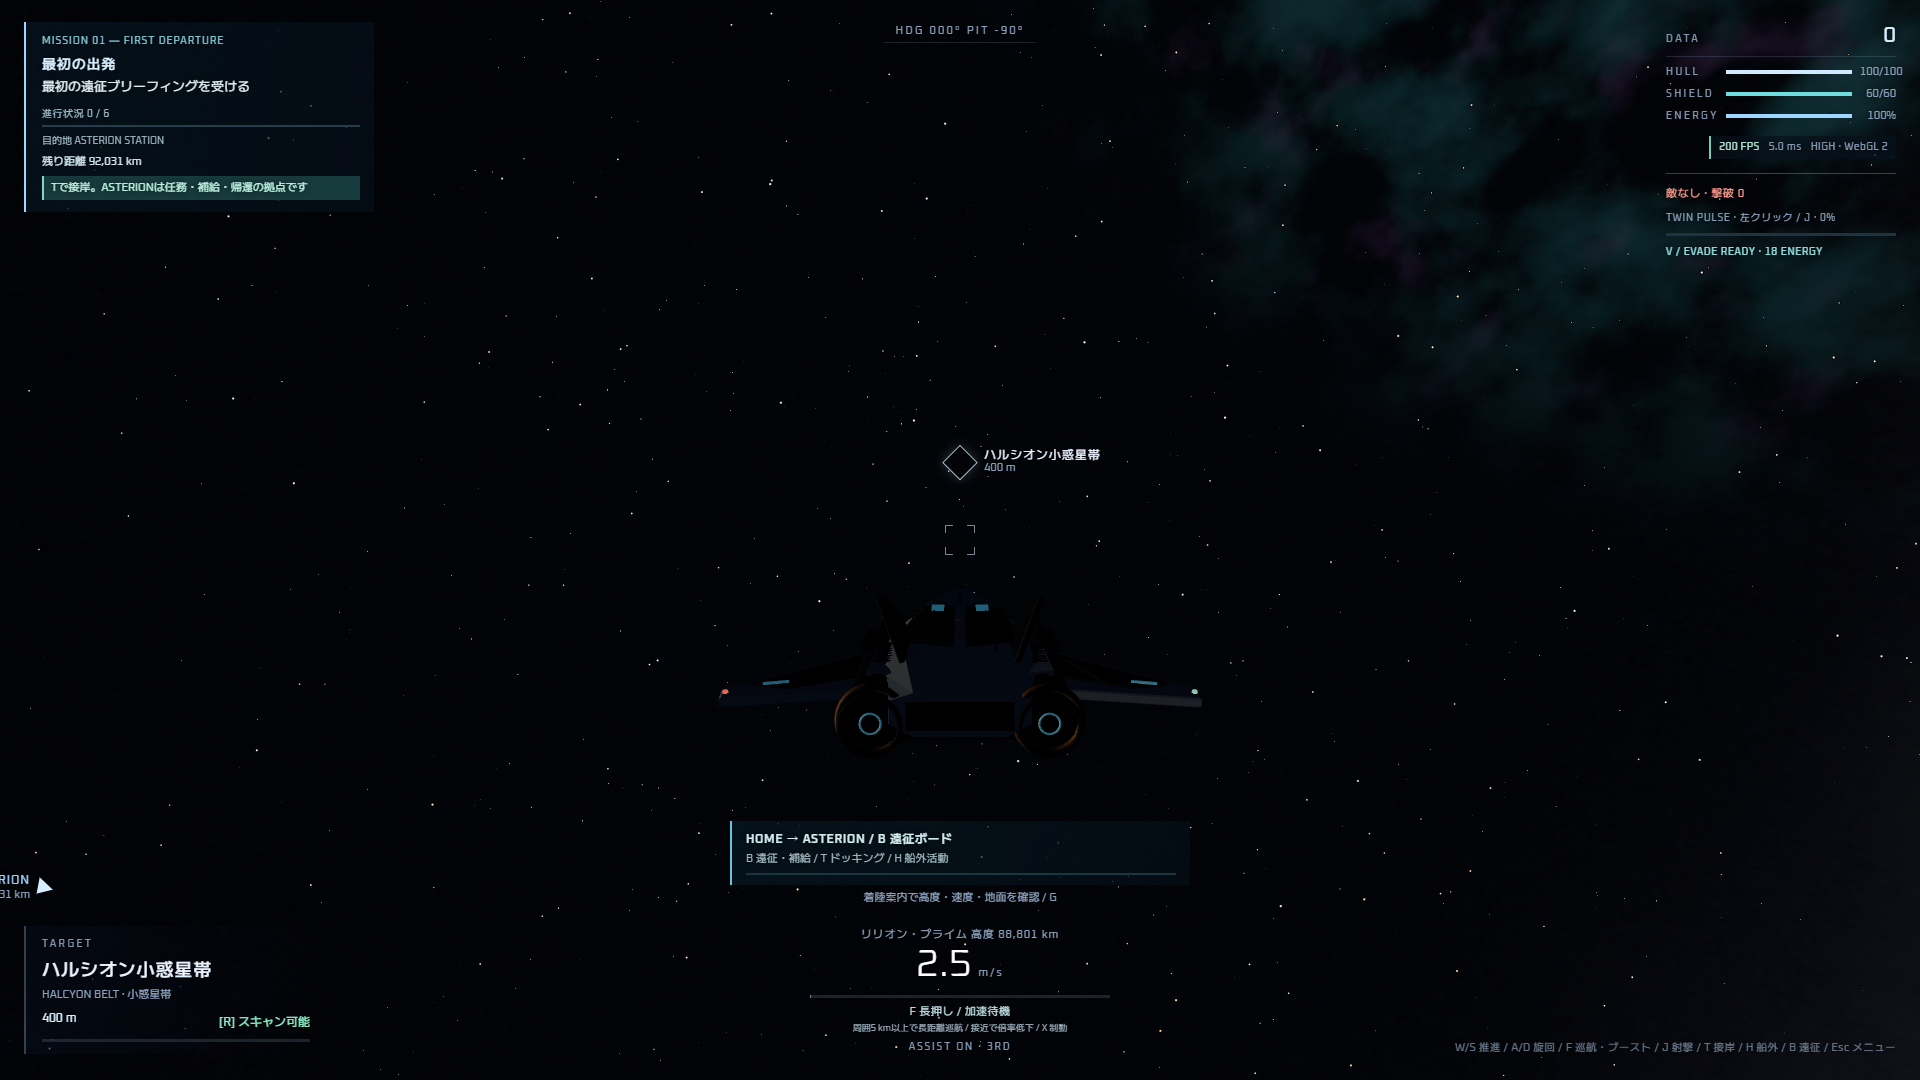 MISSION 01 — FIRST DEPARTURE
最初の出発
最初の遠征ブリーフィングを受ける
進行状況 0 / 6
目的地 ASTERION STATION
残り距離 92,031 km
Tで接岸。ASTERIONは任務・補給・帰還の拠点です
HDG 000° PIT -90°
DATA 0
HULL 100/100
SHIELD 60/60
ENERGY 100%
200 FPS 5.0 ms HIGH · WebGL 2
敵なし · 撃破 0
TWIN PULSE · 左クリック / J · 0%
V / EVADE READY · 18 ENERGY
ハルシオン小惑星帯
400 m
HOME → ASTERION / B 遠征ボード
B 遠征・補給 / T ドッキング / H 船外活動
着陸案内で高度・速度・地面を確認 / G
RION
31 km
TARGET
ハルシオン小惑星帯
HALCYON BELT · 小惑星帯
400 m
[R] スキャン可能
リリオン・プライム 高度 88,801 km
2.5 m/s
F 長押し / 加速待機
周囲5 km以上で長距離巡航 / 接近で倍率低下 / X 制動
ASSIST ON · 3RD
W/S 推進 / A/D 旋回 / F 巡航・ブースト / J 射撃 / T 接岸 / H 船外 / B 遠征 / Esc メニュー